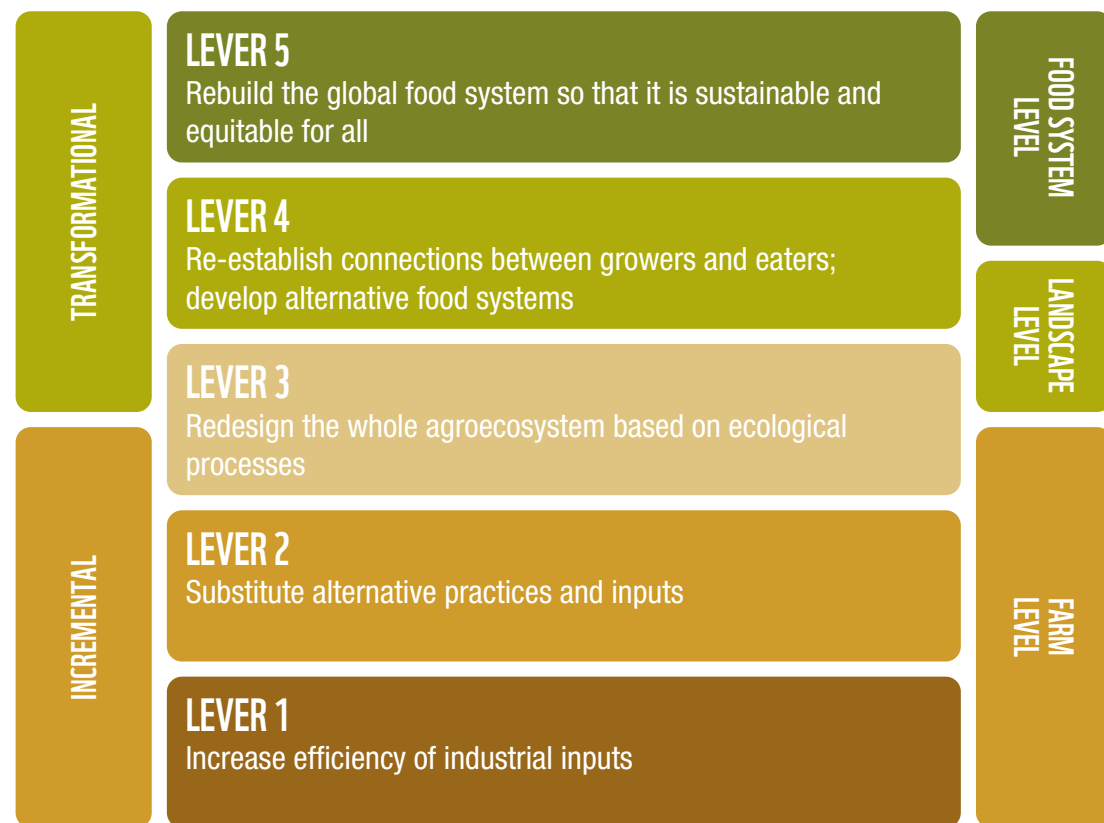 TRANSFORMATIONAL
INCREMENTAL
LEVER 5
Rebuild the global food system so that it is sustainable and
equitable for all
LEVER 4
Re-establish connections between growers and eaters;
develop alternative food systems
LEVER 3
Redesign the whole agroecosystem based on ecological
processes
LEVER 2
Substitute alternative practices and inputs
LEVER 1
Increase efficiency of industrial inputs
FOOD SYSTEM
LEVEL
LANDSCAPE
LEVEL
FARM
LEVEL